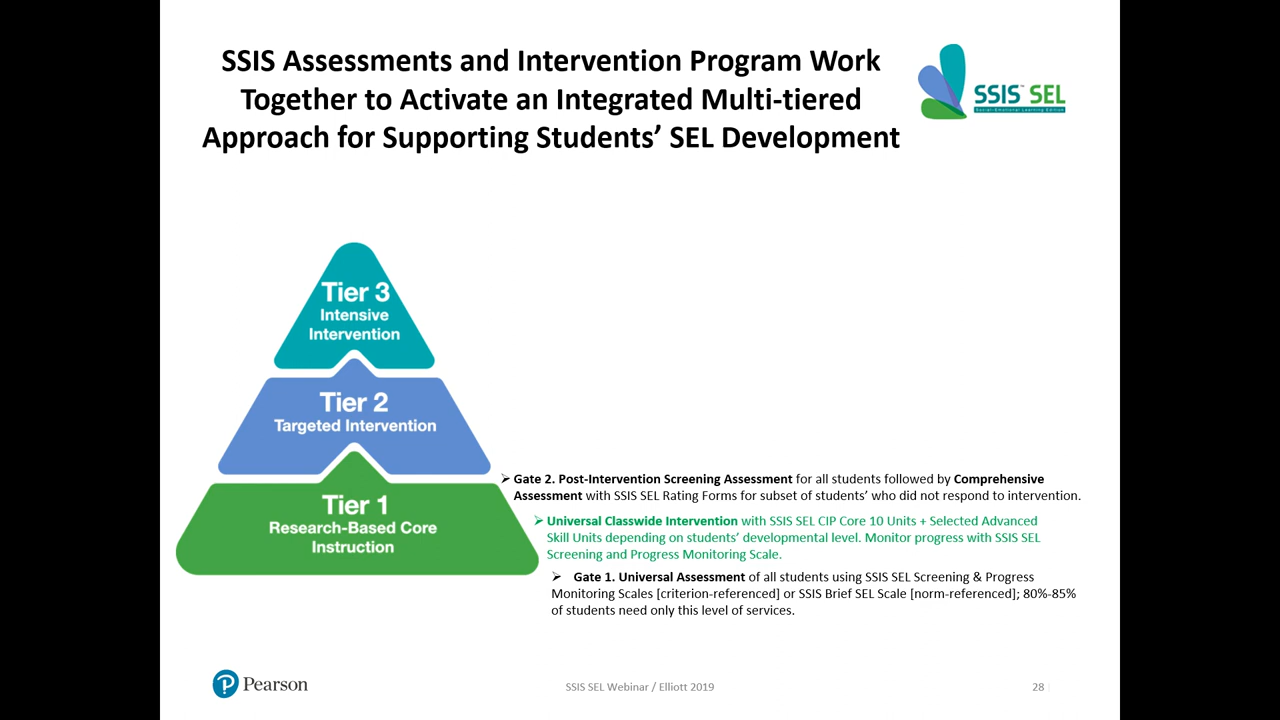 SSIS Assessments and Intervention Program Work
Together to Activate an Integrated Multi-tiered
Approach for Supporting Students’ SEL Development
SSIS™ SEL
Social-Emotional Learning Edition
Tier 3
Intensive
Intervention
Tier 2
Targeted Intervention
Tier 1
Research-Based Core
Instruction
➢ Gate 2. Post-Intervention Screening Assessment for all students followed by Comprehensive
Assessment with SSIS SEL Rating Forms for subset of students’ who did not respond to intervention.
➢ Universal Classwide Intervention with SSIS SEL CIP Core 10 Units + Selected Advanced
Skill Units depending on students’ developmental level. Monitor progress with SSIS SEL
Screening and Progress Monitoring Scale.
➢ Gate 1. Universal Assessment of all students using SSIS SEL Screening & Progress
Monitoring Scales [criterion-referenced] or SSIS Brief SEL Scale [norm-referenced]; 80%-85%
of students need only this level of services.
Pearson
SSIS SEL Webinar / Elliott 2019
28